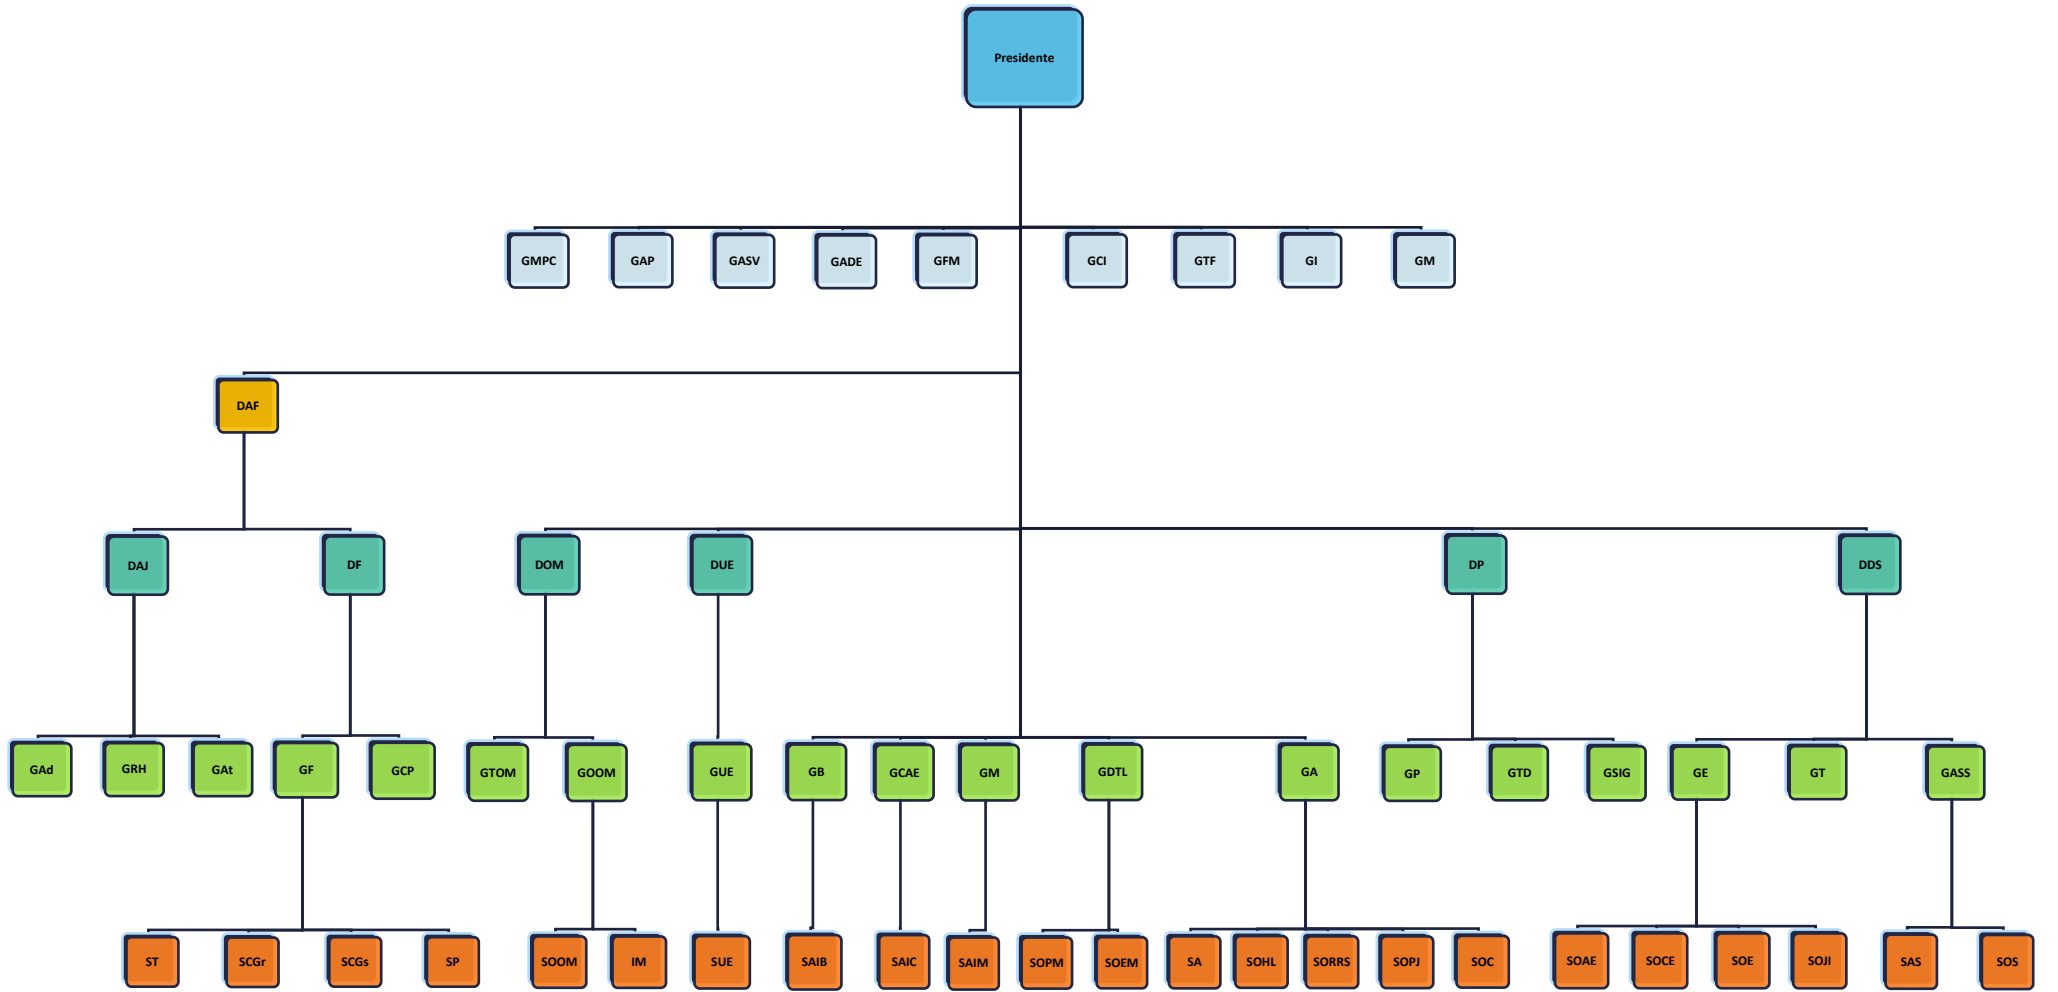 Presidente
GMPC
GAP
GASV
GADE
GFM
GCI
GTF
GI
GM
DAF
DAJ
DF
DOM
DUE
DP
DDS
GAd
GRH
GAt
GF
GCP
GTOM
GOOM
GUE
GB
GCAE
GM
GDTL
GA
GP
GTD
GSIG
GE
GT
GASS
ST
SCGr
SCGs
SP
SOOM
IM
SUE
SAIB
SAIC
SAIM
SOPM
SOEM
SA
SOHL
SORRS
SOPJ
SOC
SOAE
SOCE
SOE
SOJI
SAS
SOS